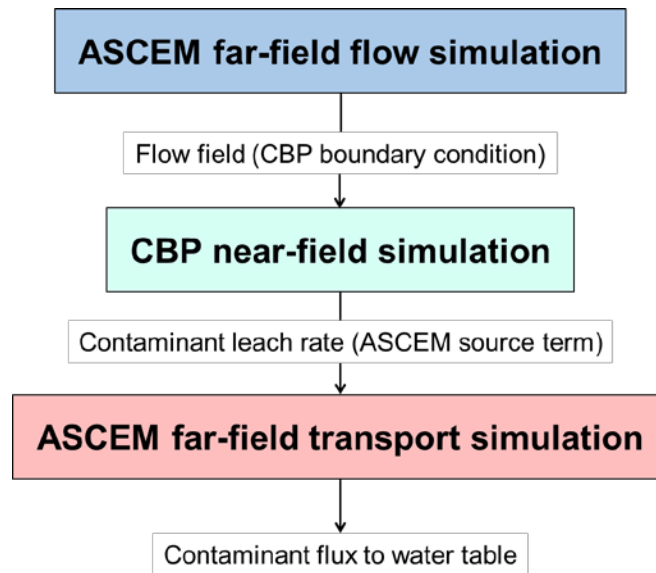 ASCEM far-field flow simulation
Flow field (CBP boundary condition)
CBP near-field simulation
Contaminant leach rate (ASCEM source term)
ASCEM far-field transport simulation
Contaminant flux to water table